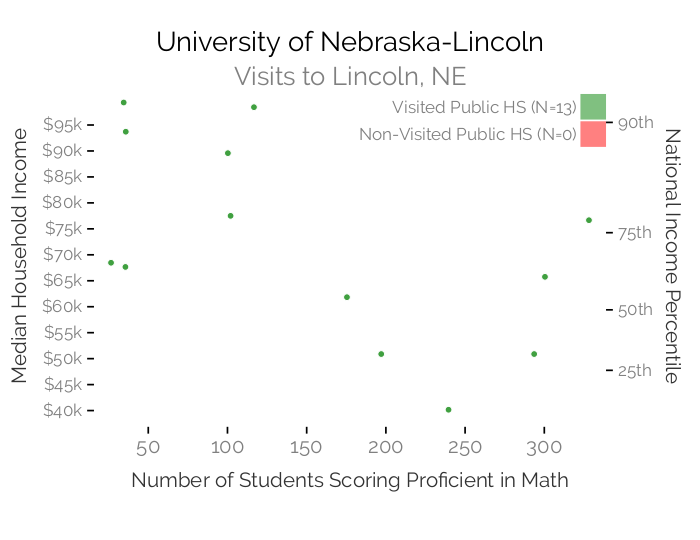 University of Nebraska-Lincoln
Visits to Lincoln, NE
Visited Public HS (N=13)
Non-Visited Public HS (N=0)
Median Household Income
$95k
$90k
$85k
$80k
$75k
$70k
$65k
$60k
$55k
$50k
$45k
$40k
90th
75th
50th
25th
National Income Percentile
50 100 150 200 250 300
Number of Students Scoring Proficient in Math